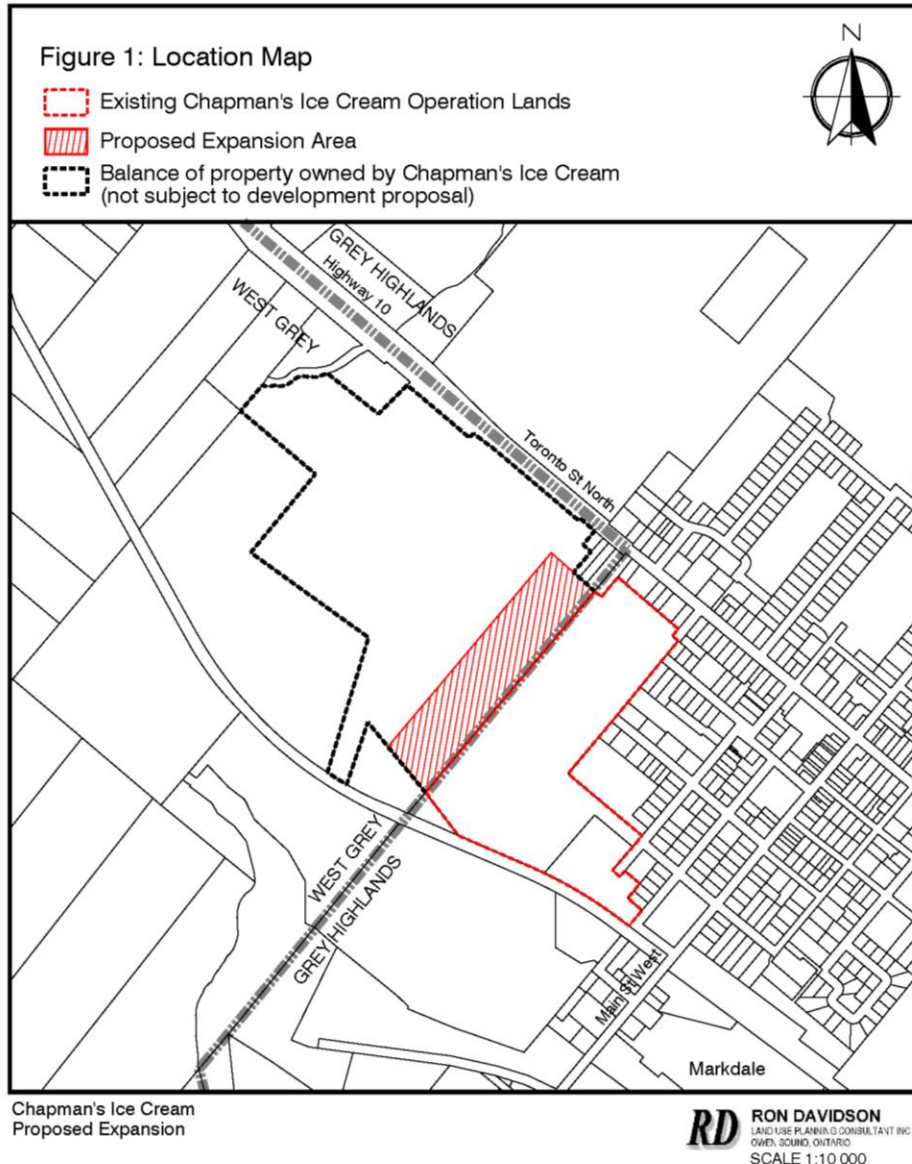 N
Figure 1: Location Map
Existing Chapman's Ice Cream Operation Lands
Proposed Expansion Area
Balance of property owned by Chapman's Ice Cream
(not subject to development proposal)
GREY HIGHLANDS
Highway 10
WEST GREY
Toronto St North
WEST GREY
GREY HIGHLANDS
Main St West
Markdale
Chapman's Ice Cream
Proposed Expansion
RD
RON DAVIDSON
LAND USE PLANNING CONSULTANT INC
OWEN SOUND, ONTARIO
SCALE 1:10 000